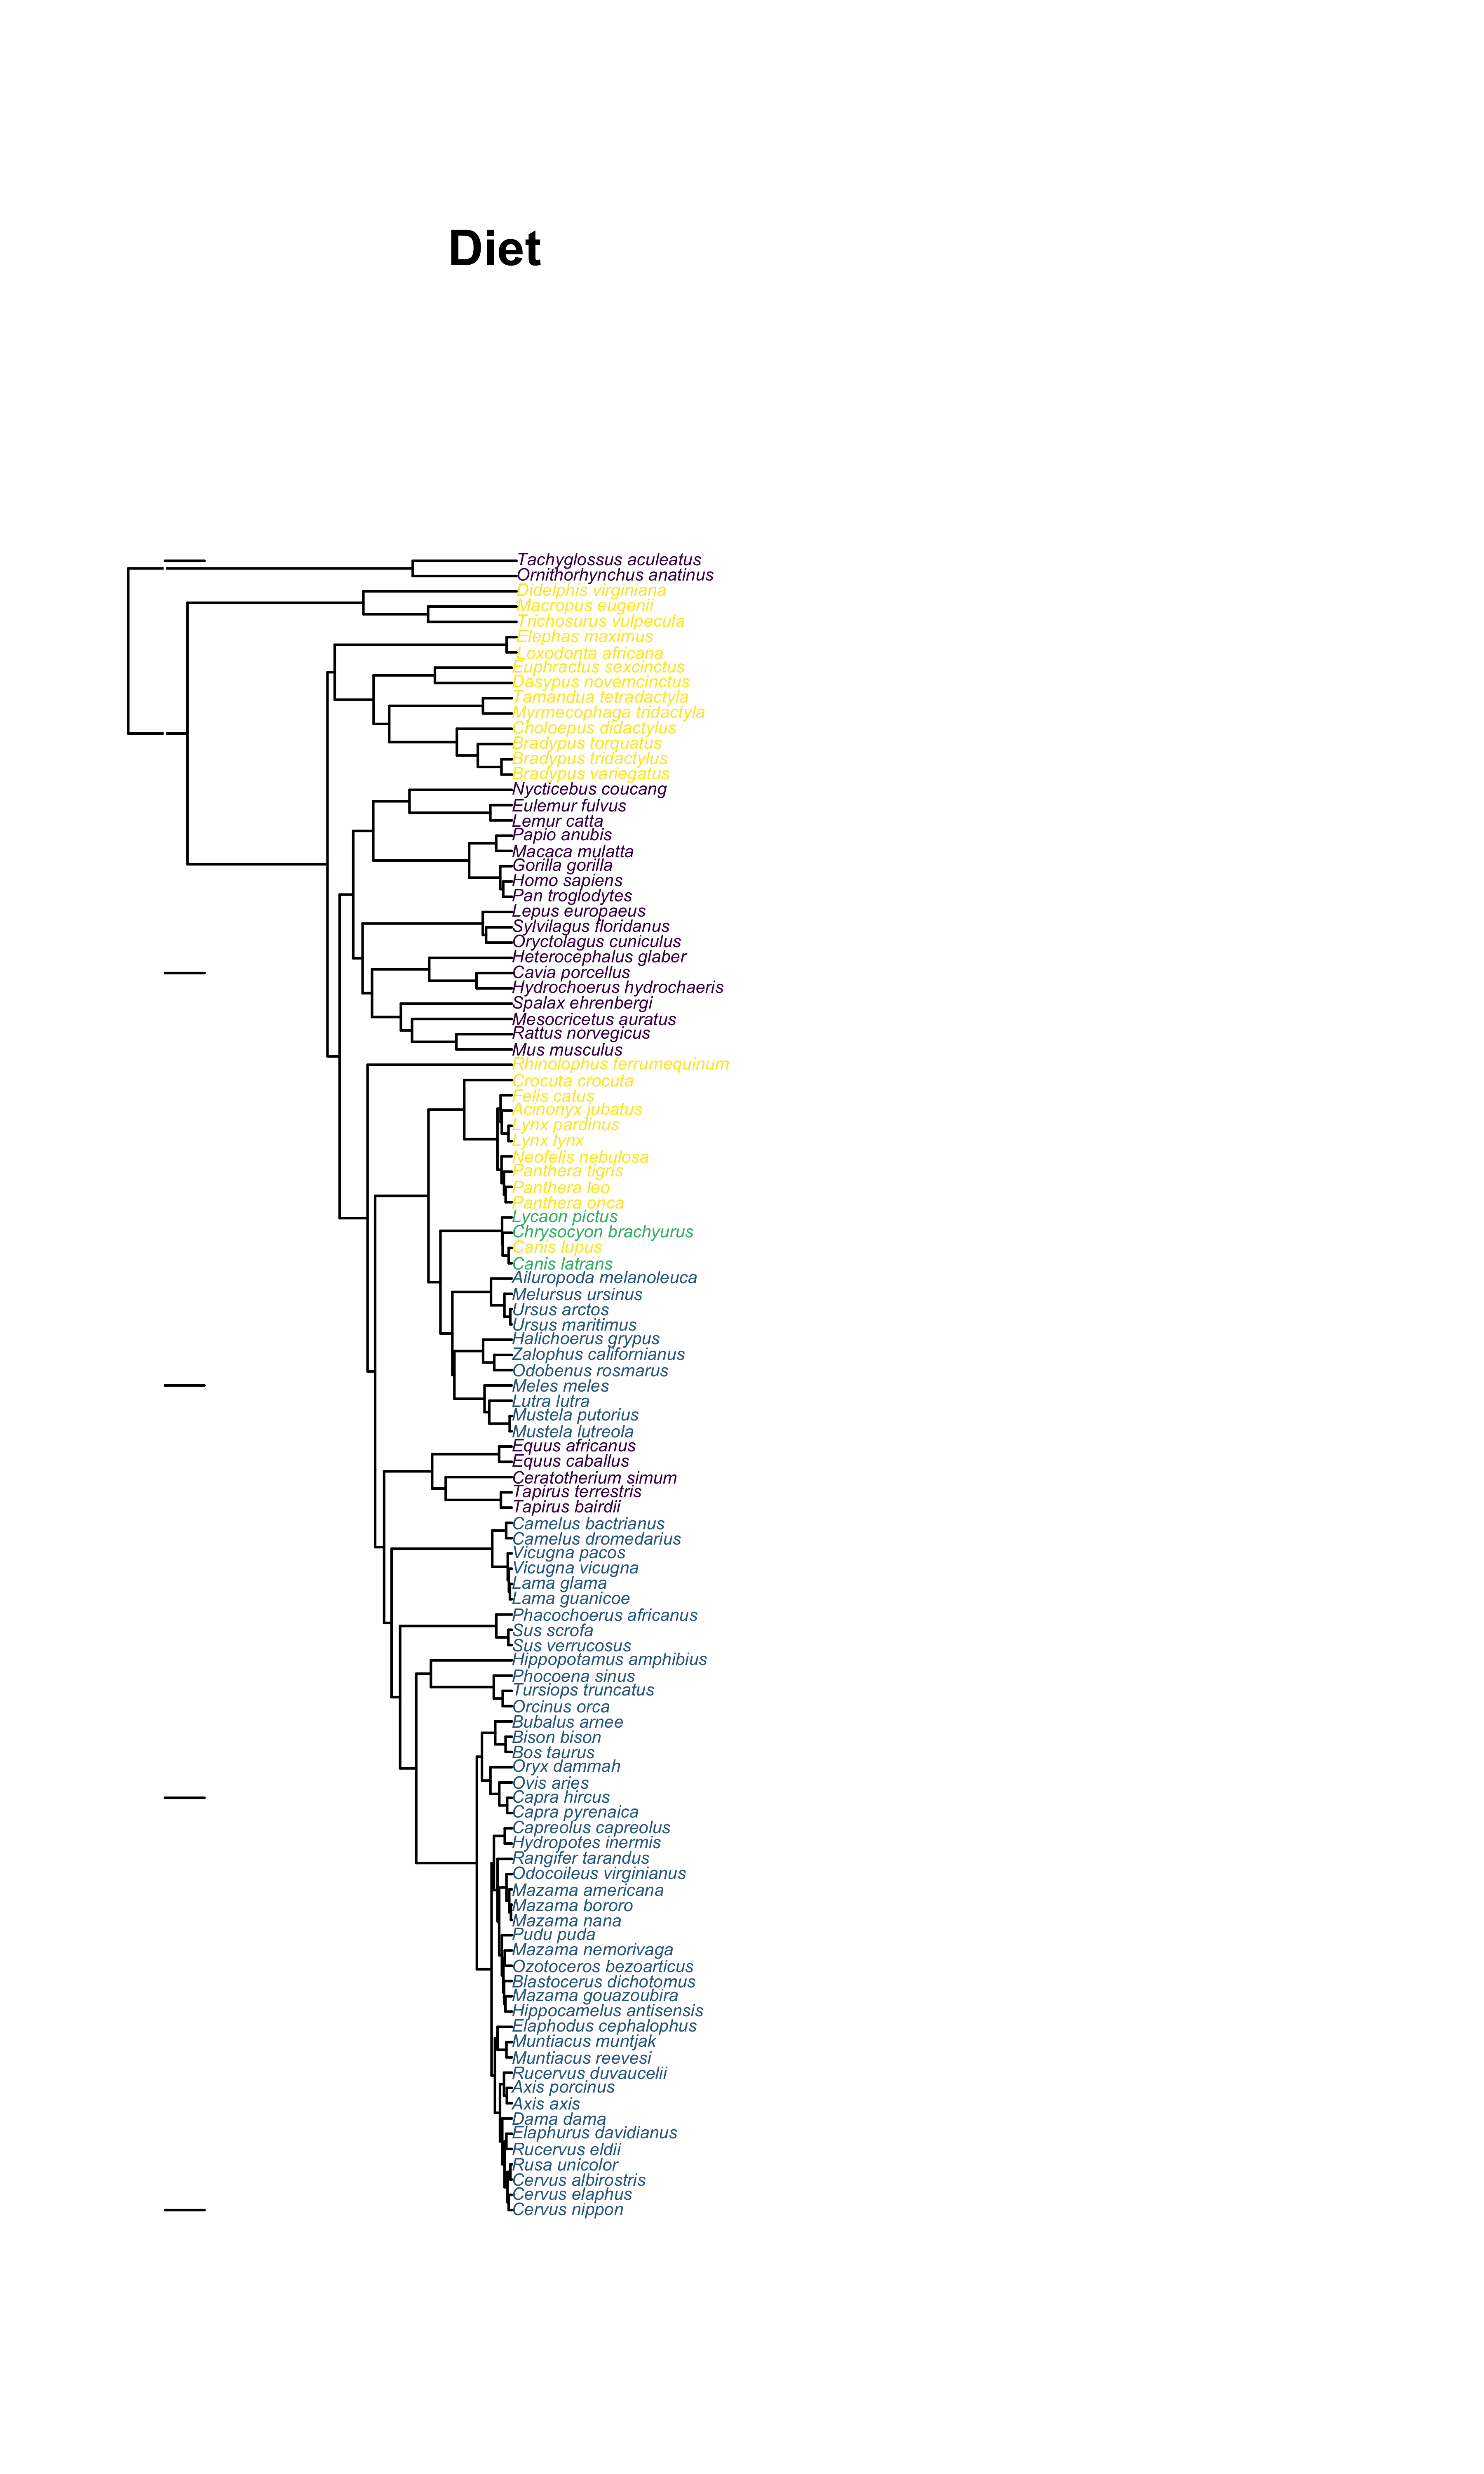 Diet
Tachyglossus aculeatus
Ornithorhynchus anatinus
Didelphis virginiana
Macropus eugenii
Trichosurus vulpecula
Elephas maximus
Loxodonta africana
Euphractus sexcinctus
Dasypus novemcinctus
Tamandua tetradactyla
Myrmecophaga tridactyla
Choloepus didactylus
Bradypus torquatus
Bradypus tridactylus
Bradypus variegatus
Nycticebus coucang
Eulemur fulvus
Lemur catta
Papio anubis
Macaca mulatta
Gorilla gorilla
Homo sapiens
Pan troglodytes
Lepus europaeus
Sylvilagus floridanus
Oryctolagus cuniculus
Heterocephalus glaber
Cavia porcellus
Hydrochoerus hydrochaeris
Spalax ehrenbergi
Mesocricetus auratus
Rattus norvegicus
Mus musculus
Rhinolophus ferrumequinum
Crocuta crocuta
Felis catus
Acinonyx jubatus
Lynx pardinus
Lynx lynx
Neofelis nebulosa
Panthera tigris
Panthera leo
Panthera onca
Lycaon pictus
Chrysocyon brachyurus
Canis lupus
Canis latrans
Ailuropoda melanoleuca
Melursus ursinus
Ursus arctos
Ursus maritimus
Halichoerus grypus
Zalophus californianus
Odobenus rosmarus
Meles meles
Lutra lutra
Mustela putorius
Mustela lutreola
Equus africanus
Equus caballus
Ceratotherium simum
Tapirus terrestris
Tapirus bairdii
Camelus bactrianus
Camelus dromedarius
Vicugna pacos
Vicugna vicugna
Lama glama
Lama guanicoe
Phacochoerus africanus
Sus scrofa
Sus verrucosus
Hippopotamus amphibius
Phocoena sinus
Tursiops truncatus
Orcinus orca
Bubalus arnee
Bison bison
Bos taurus
Oryx dammah
Ovis aries
Capra hircus
Capra pyrenaica
Capreolus capreolus
Hydropotes inermis
Rangifer tarandus
Odocoileus virginianus
Mazama americana
Mazama bororo
Mazama nana
Pudu puda
Mazama nemorivaga
Ozotoceros bezoarticus
Blastocerus dichotomus
Mazama gouazoubira
Hippocamelus antisensis
Elaphodus cephalophus
Muntiacus muntjak
Muntiacus reevesi
Rucervus duvaucelii
Axis porcinus
Axis axis
Dama dama
Elaphurus davidianus
Rucervus eldii
Rusa unicolor
Cervus albirostris
Cervus elaphus
Cervus nippon